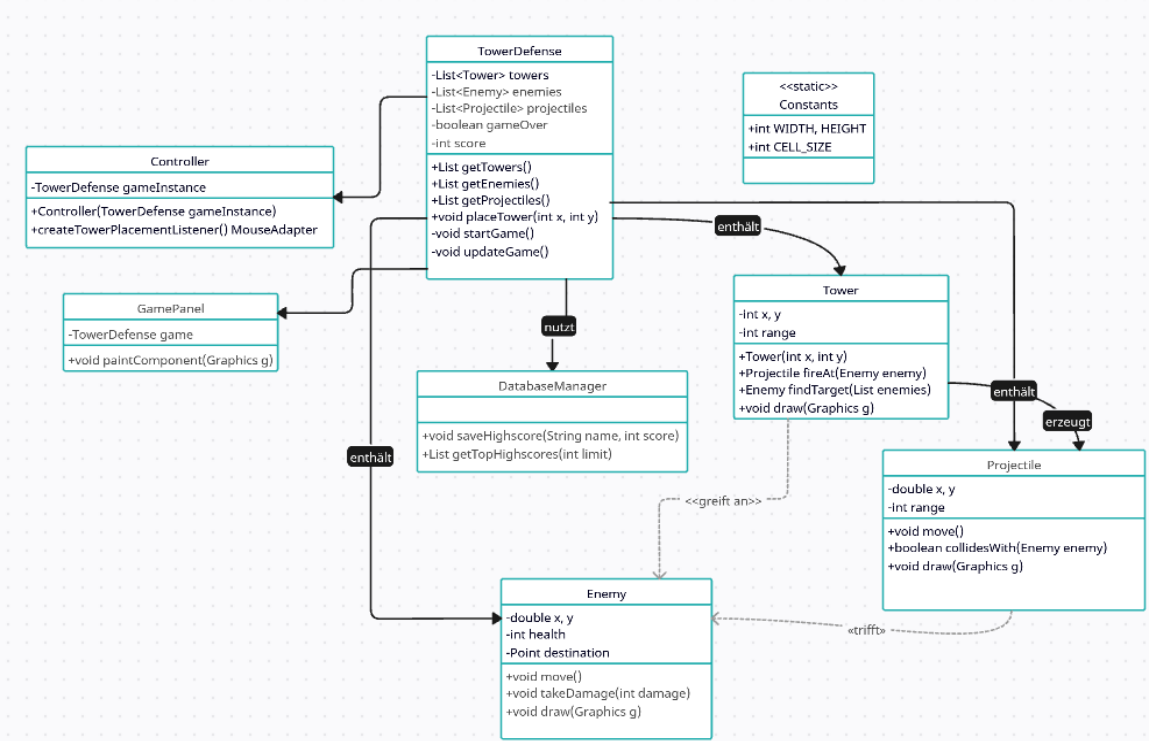 TowerDefense
-List<Tower> towers
-List<Enemy> enemies
-List<Projectile> projectiles
-boolean gameOver
-int score
+List getTowers()
+List getEnemies()
+List getProjectiles()
+void placeTower(int x, int y)
-void startGame()
-void updateGame()
<<static>>
Constants
+int WIDTH, HEIGHT
+int CELL_SIZE
Controller
-TowerDefense gameInstance
+Controller(TowerDefense gameInstance)
+createTowerPlacementListener() MouseAdapter
enthält
GamePanel
-TowerDefense game
+void paintComponent(Graphics g)
Tower
-int x, y
-int range
+Tower(int x, int y)
+Projectile fireAt(Enemy enemy)
+Enemy findTarget(List enemies)
+void draw(Graphics g)
nutzt
DatabaseManager
+void saveHighscore(String name, int score)
+List getTopHighscores(int limit)
enthält
erzeugt
enthält
Projectile
-double x, y
-int range
+void move()
+boolean collidesWith(Enemy enemy)
+void draw(Graphics g)
<<greift an>>
Enemy
-double x, y
-int health
-Point destination
+void move()
+void takeDamage(int damage)
+void draw(Graphics g)
«trifft»